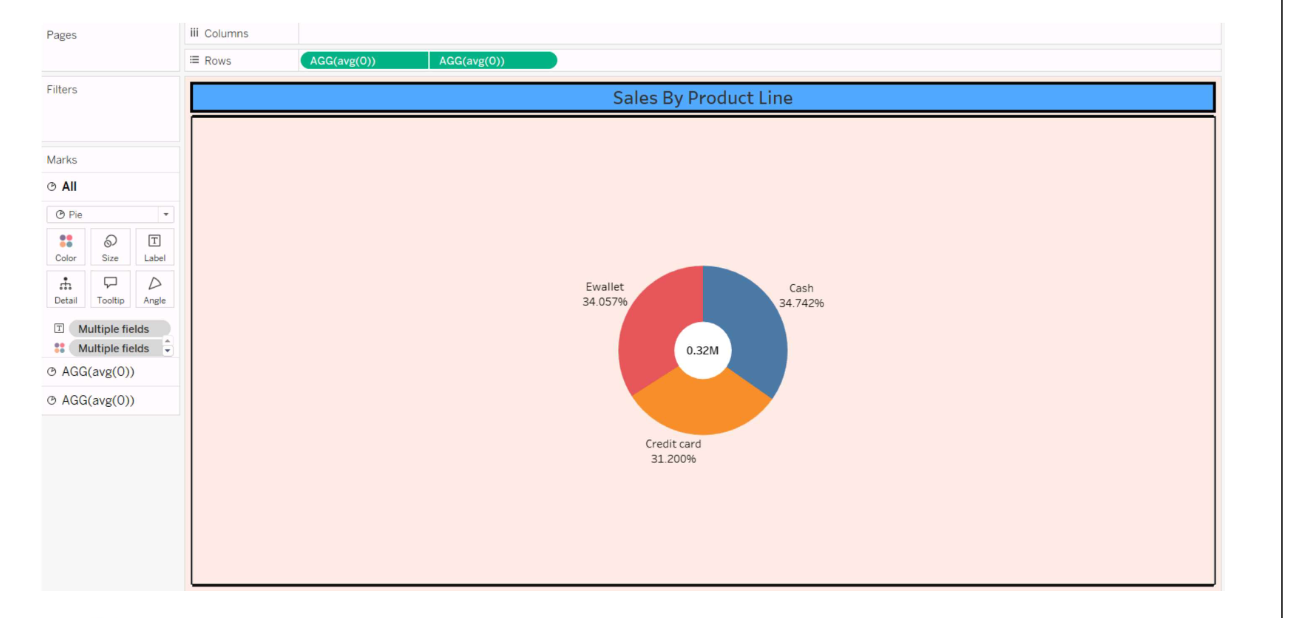 Pages
iii Columns
Rows
AGG(avg(0)) AGG(avg(0))
Filters
Sales By Product Line
Marks
All
Pie
Color Size Label
Detail Tooltip Angle
T Multiple fields
Multiple fields
AGG(avg(0))
AGG(avg(0))
Ewallet
34.057%
Cash
34.742%
0.32M
Credit card
31.200%